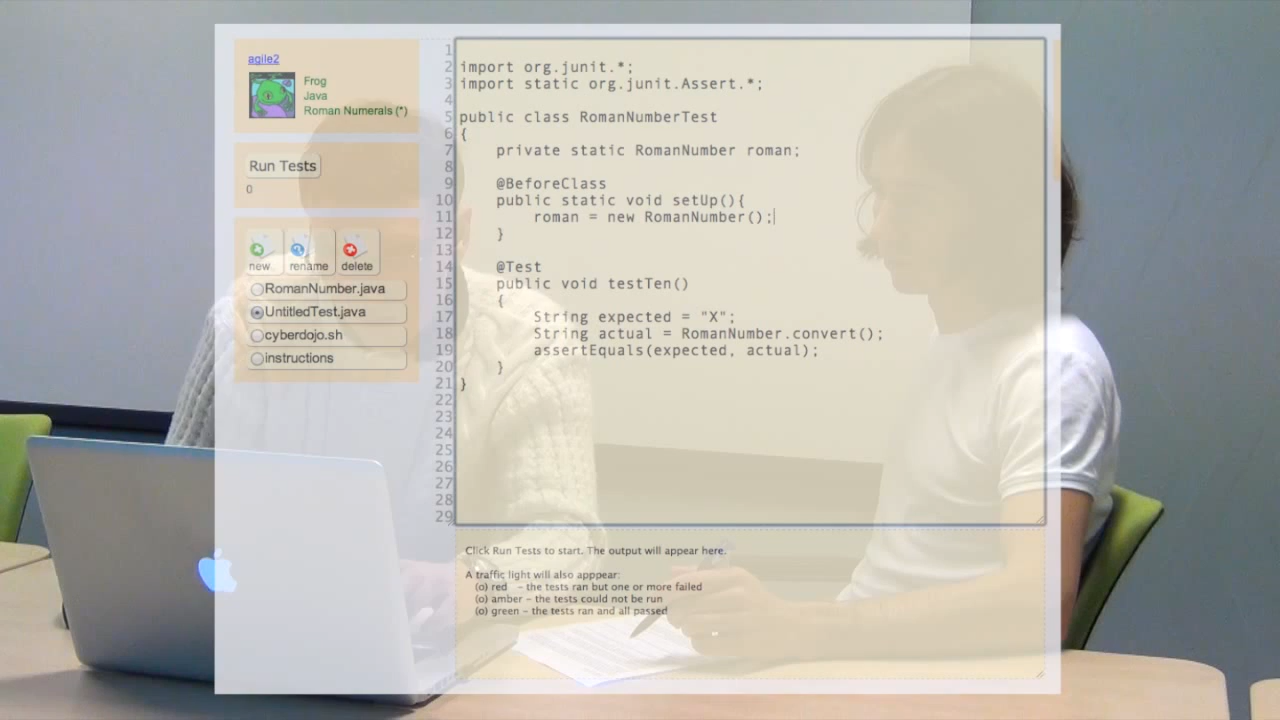 agile2
Frog
Java
Roman Numerals (*)
Run Tests
0
new
rename
delete
RomanNumber.java
UntitledTest.java
cyberdojo.sh
instructions
1
2 import org.junit.*;
3 import static org.junit.Assert.*;
4
5 public class RomanNumberTest
6 {
7     private static RomanNumber roman;
8
9     @BeforeClass
10     public static void setUp(){
11         roman = new RomanNumber();
12     }
13
14     @Test
15     public void testTen()
16     {
17         String expected = "X";
18         String actual = RomanNumber.convert();
19         assertEquals(expected, actual);
20     }
21 }
22
23
24
25
26
27
28
29
Click Run Tests to start. The output will appear here.
A traffic light will also apppear:
(o) red   - the tests ran but one or more failed
(o) amber - the tests could not be run
(o) green - the tests ran and all passed